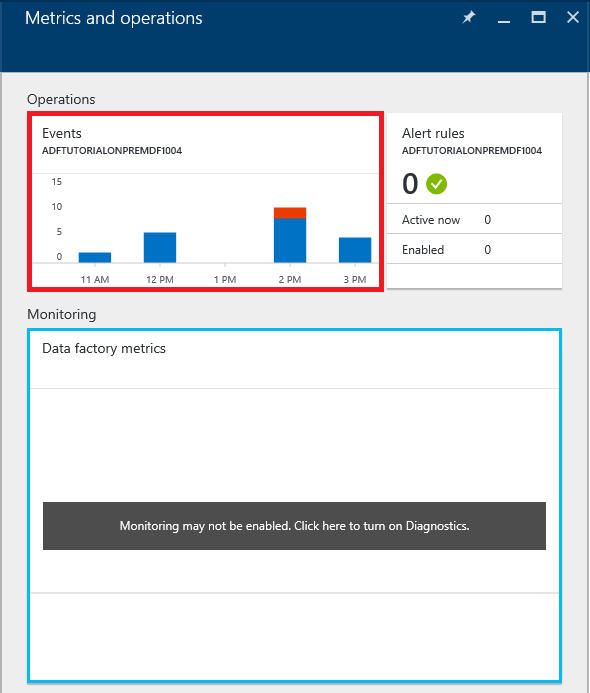 Metrics and operations
Operations
Events
ADFTUTORIALONPREMDF1004
15
10
5
0
11 AM 12 PM 1 PM 2 PM 3 PM
Alert rules
ADFTUTORIALONPREMDF1004
0
Active now 0
Enabled 0
Monitoring
Data factory metrics
Monitoring may not be enabled. Click here to turn on Diagnostics.